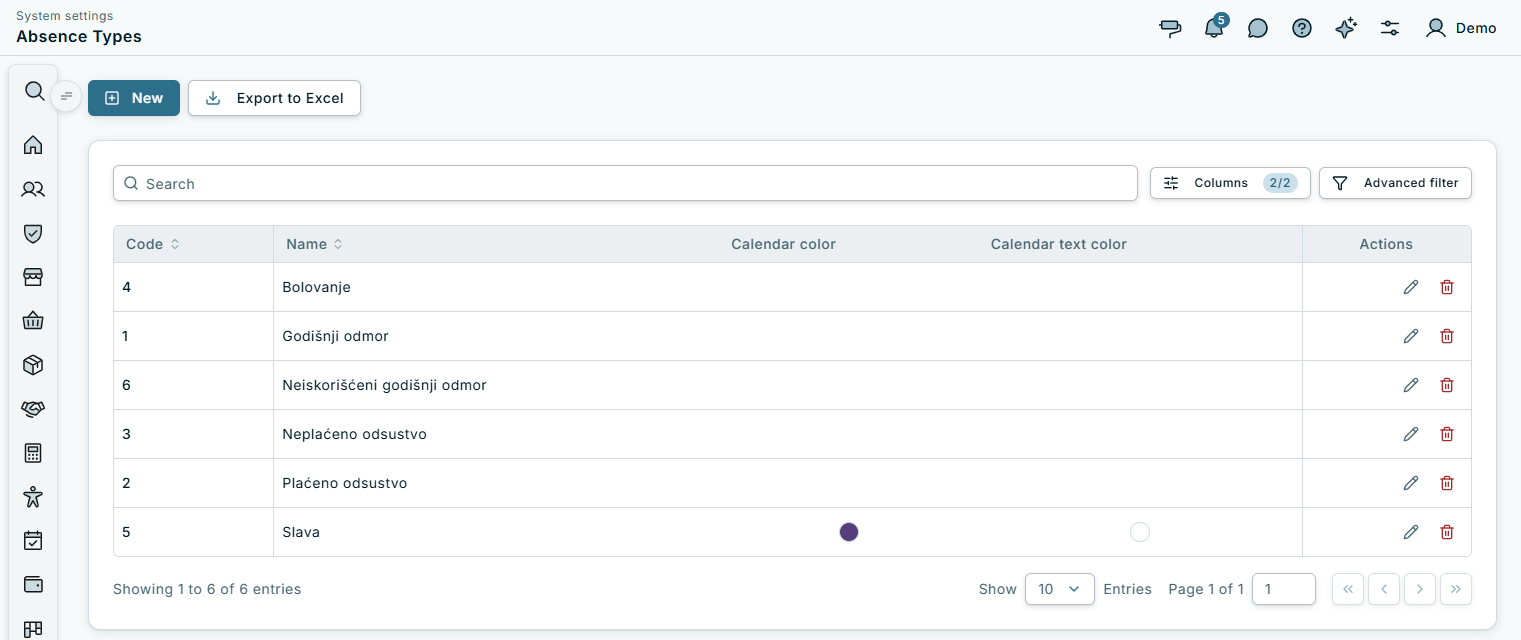 System settings
Absence Types
5
Demo
New
Export to Excel
Search
Columns 2/2
Advanced filter
Code Name Calendar color Calendar text color Actions
4 Bolovanje
1 Godišnji odmor
6 Neiskorišćeni godišnji odmor
3 Neplaćeno odsustvo
2 Plaćeno odsustvo
5 Slava
Showing 1 to 6 of 6 entries
Show 10 Entries Page 1 of 1 1